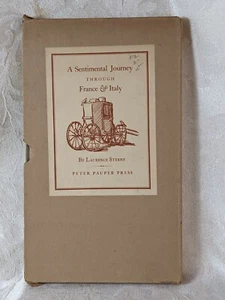 A Sentimental Journey
THROUGH
France & Italy
BY LAURENCE STERNE
PETER PAUPER PRESS